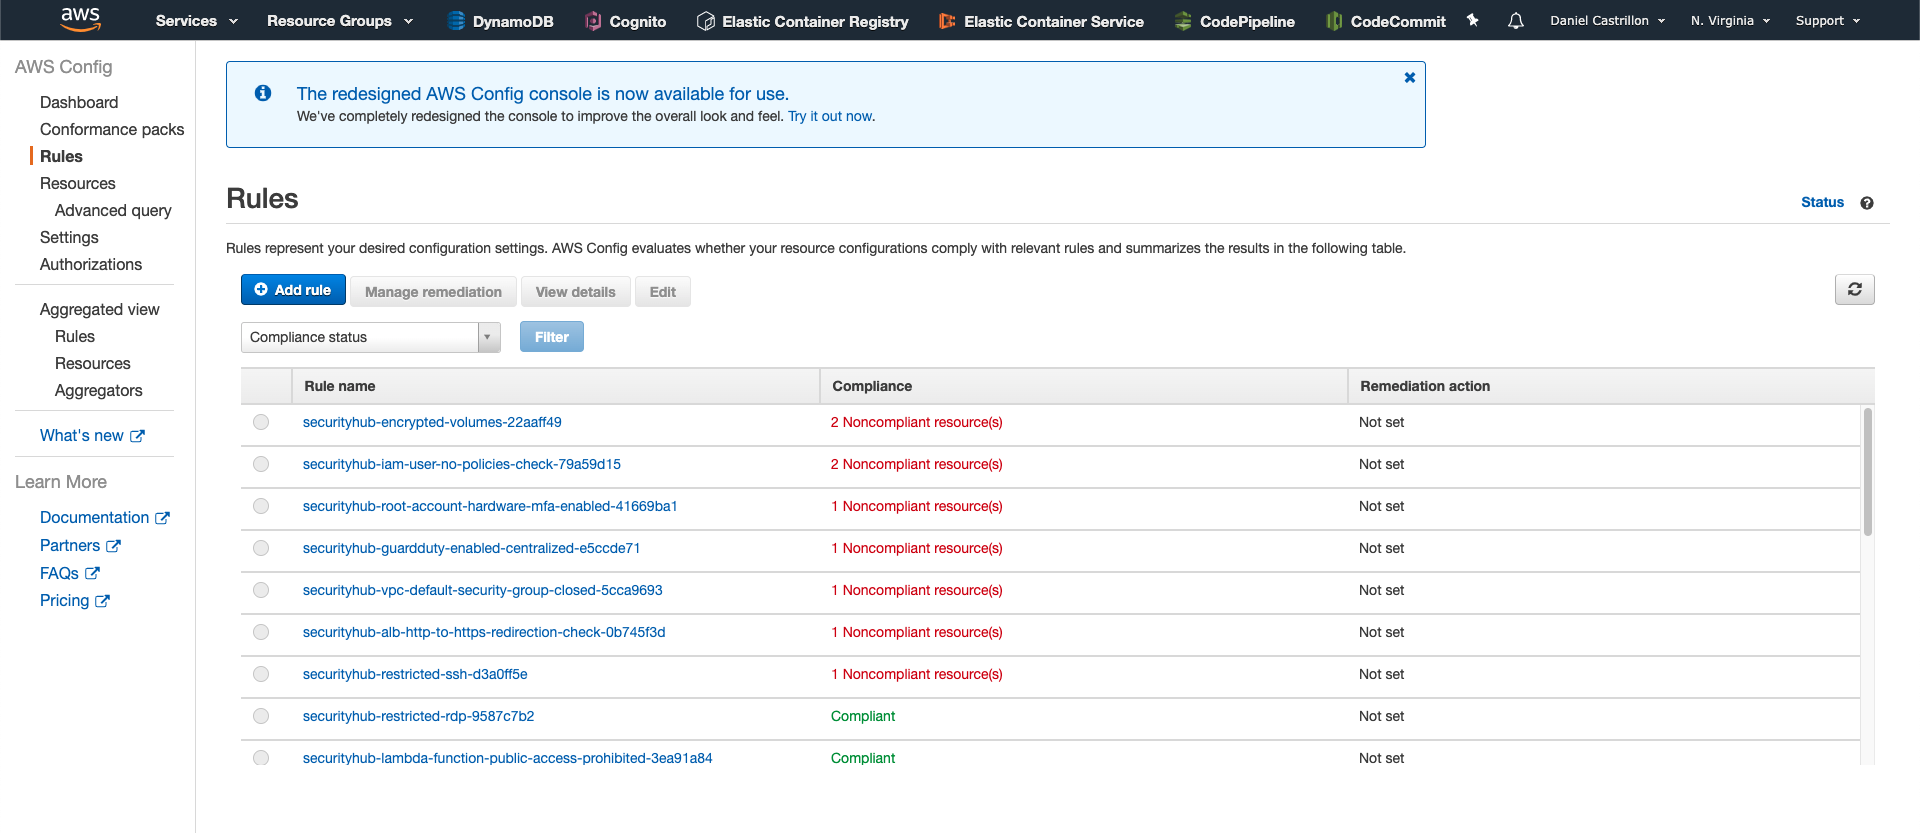 aws Services Resource Groups DynamoDB Cognito Elastic Container Registry Elastic Container Service CodePipeline CodeCommit Daniel Castrillon N. Virginia Support
AWS Config
Dashboard
Conformance packs
Rules
Resources
Advanced query
Settings
Authorizations
Aggregated view
Rules
Resources
Aggregators
What's new
Learn More
Documentation
Partners
FAQs
Pricing
The redesigned AWS Config console is now available for use.
We've completely redesigned the console to improve the overall look and feel. Try it out now.
Rules
Status
Rules represent your desired configuration settings. AWS Config evaluates whether your resource configurations comply with relevant rules and summarizes the results in the following table.
Add rule Manage remediation View details Edit
Compliance status Filter
Rule name Compliance Remediation action
securityhub-encrypted-volumes-22aaff49 2 Noncompliant resource(s) Not set
securityhub-iam-user-no-policies-check-79a59d15 2 Noncompliant resource(s) Not set
securityhub-root-account-hardware-mfa-enabled-41669ba1 1 Noncompliant resource(s) Not set
securityhub-guardduty-enabled-centralized-e5ccde71 1 Noncompliant resource(s) Not set
securityhub-vpc-default-security-group-closed-5cca9693 1 Noncompliant resource(s) Not set
securityhub-alb-http-to-https-redirection-check-0b745f3d 1 Noncompliant resource(s) Not set
securityhub-restricted-ssh-d3a0ff5e 1 Noncompliant resource(s) Not set
securityhub-restricted-rdp-9587c7b2 Compliant Not set
securityhub-lambda-function-public-access-prohibited-3ea91a84 Compliant Not set